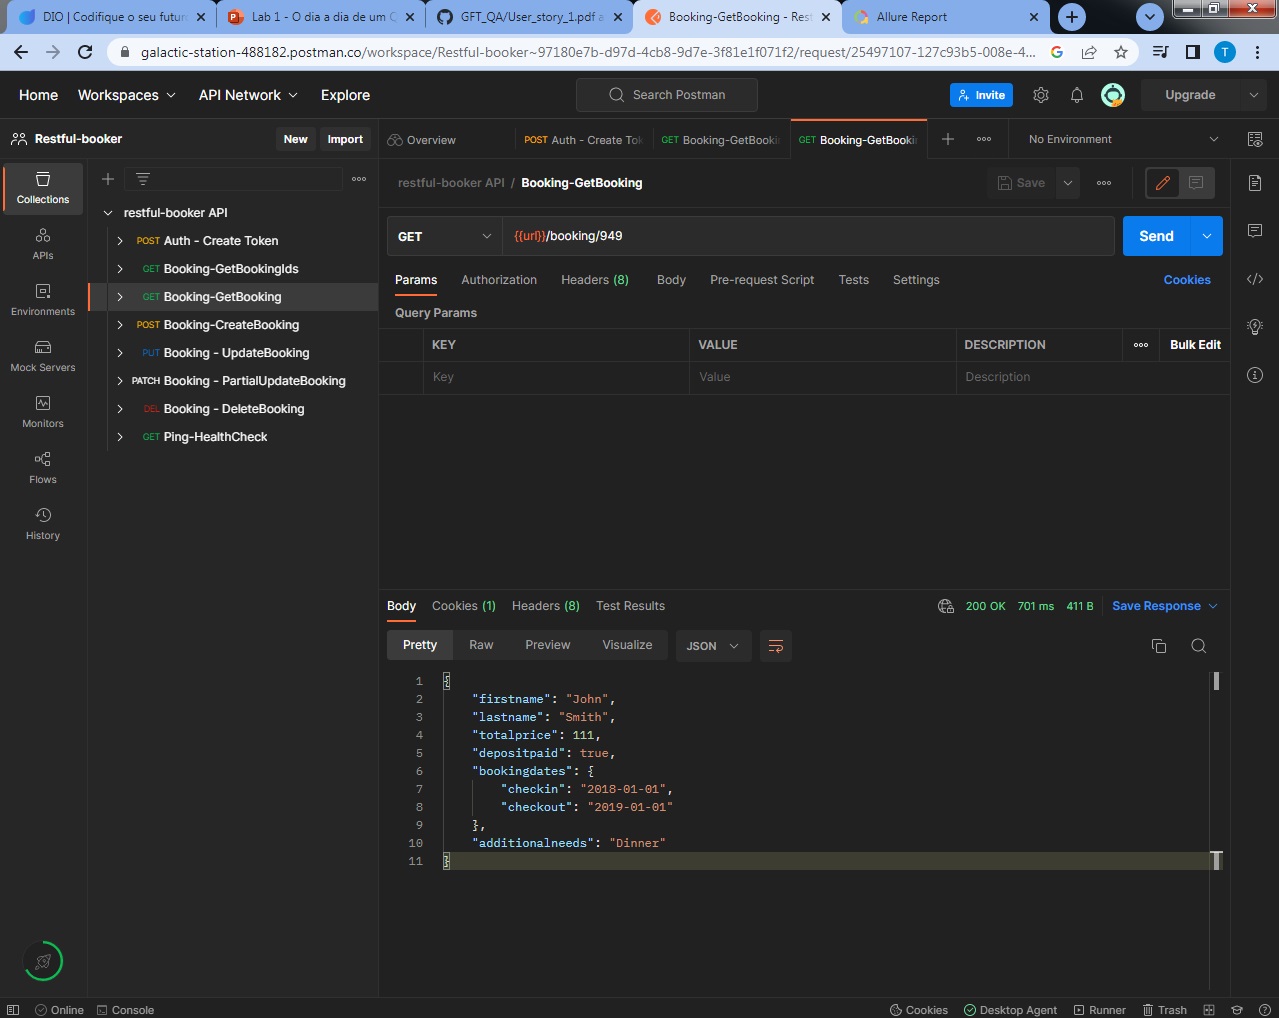 DIO | Codifique o seu futur
Lab 1 - O dia a dia de um Q
GFT_QA/User_story_1.pdf a
Booking-GetBooking - Rest
Allure Report
galactic-station-488182.postman.co/workspace/Restful-booker~97180e7b-d97d-4cb8-9d7e-3f81e1f071f2/request/25497107-127c93b5-008e-4...
T
Home Workspaces API Network Explore
Search Postman
Invite
Upgrade
Restful-booker
New Import
Overview
POST Auth - Create Tok
GET Booking-GetBooki
GET Booking-GetBookin
No Environment
Collections
APIs
Environments
Mock Servers
Monitors
Flows
History
restful-booker API
POST Auth - Create Token
GET Booking-GetBookingIds
GET Booking-GetBooking
POST Booking-CreateBooking
PUT Booking - UpdateBooking
PATCH Booking - PartialUpdateBooking
DEL Booking - DeleteBooking
GET Ping-HealthCheck
restful-booker API / Booking-GetBooking
Save
GET {{url}}/booking/949 Send
Params Authorization Headers (8) Body Pre-request Script Tests Settings Cookies
Query Params
KEY VALUE DESCRIPTION Bulk Edit
Key Value Description
Body Cookies (1) Headers (8) Test Results 200 OK 701 ms 411 B Save Response
Pretty Raw Preview Visualize JSON
1 {
2 "firstname": "John",
3 "lastname": "Smith",
4 "totalprice": 111,
5 "depositpaid": true,
6 "bookingdates": {
7 "checkin": "2018-01-01",
8 "checkout": "2019-01-01"
9 },
10 "additionalneeds": "Dinner"
11 }
Online Console Cookies Desktop Agent Runner Trash